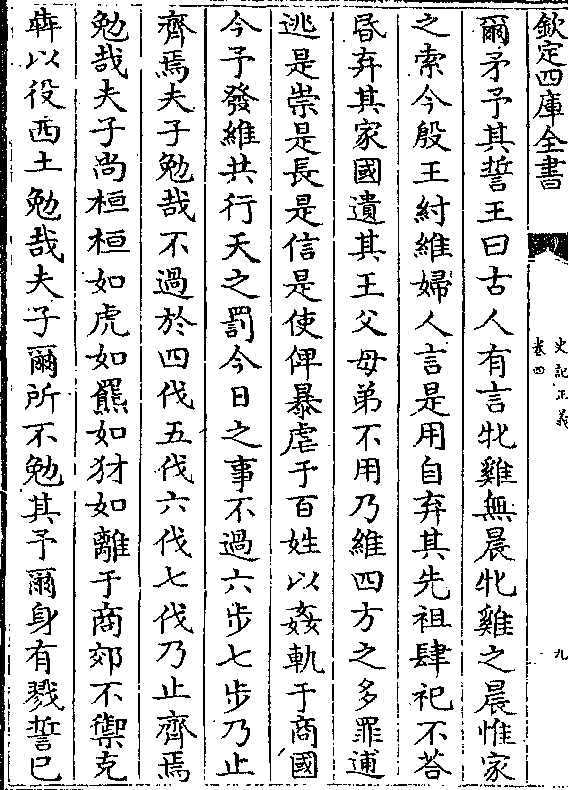 欽定四庫全書
史記正義
卷四
九
爾矛予其誓王曰古人有言牝雞無晨牝雞之晨惟家
之索今殷王紂維婦人言是用自弃其先祖肆祀不荅
昬弃其家國遺其王父母弟不用乃維四方之多罪逋
逃是崇是長是信是使俾暴虐于百姓以姦軌于商國
今予發維共行天之罰今日之事不過六步七步乃止
齊焉夫子勉哉不過於四伐五伐六伐七伐乃止齊焉
勉哉夫子尚桓桓如虎如羆如豺如離于商郊不禦克
犇以役西土勉哉夫子爾所不勉其予爾身有戮誓已